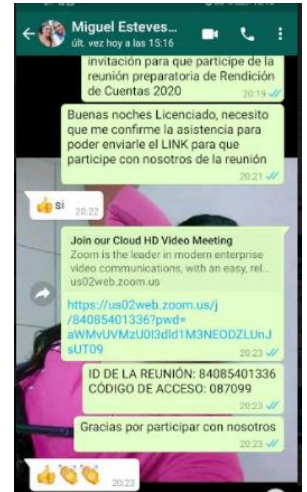 Miguel Esteves...
últ. vez hoy a las 15:16
invitación para que participe de la
reunión preparatoria de Rendición
de Cuentas 2020
20:19
Buenas noches Licenciado, necesito
que me confirme la asistencia para
poder enviarle el LINK para que
participe con nosotros de la reunión
20:21
si
20:22
Join our Cloud HD Video Meeting
Zoom is the leader in modern enterprise
video communications, with an easy, rel...
us02web.zoom.us
https://us02web.zoom.us/j
/84085401336?pwd=
aWMvUVMzU0l3dld1M3NEODZLUnJ
sUT09
20:23
ID DE LA REUNIÓN: 84085401336
CÓDIGO DE ACCESO: 087099
20:23
Gracias por participar con nosotros
20:23
20:23